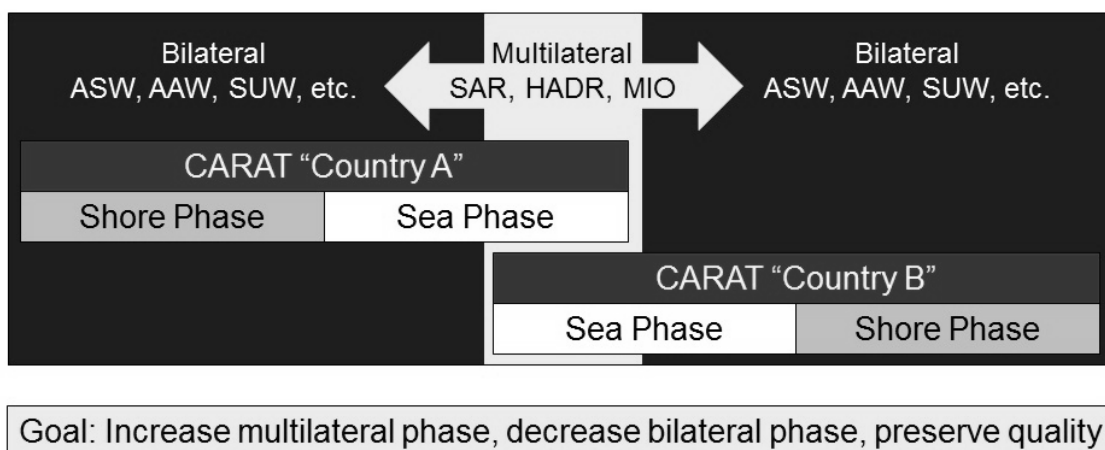 Bilateral
ASW, AAW, SUW, etc.
Multilateral
SAR, HADR, MIO
Bilateral
ASW, AAW, SUW, etc.
CARAT “Country A”
Shore Phase
Sea Phase
CARAT “Country B”
Sea Phase
Shore Phase
Goal: Increase multilateral phase, decrease bilateral phase, preserve quality